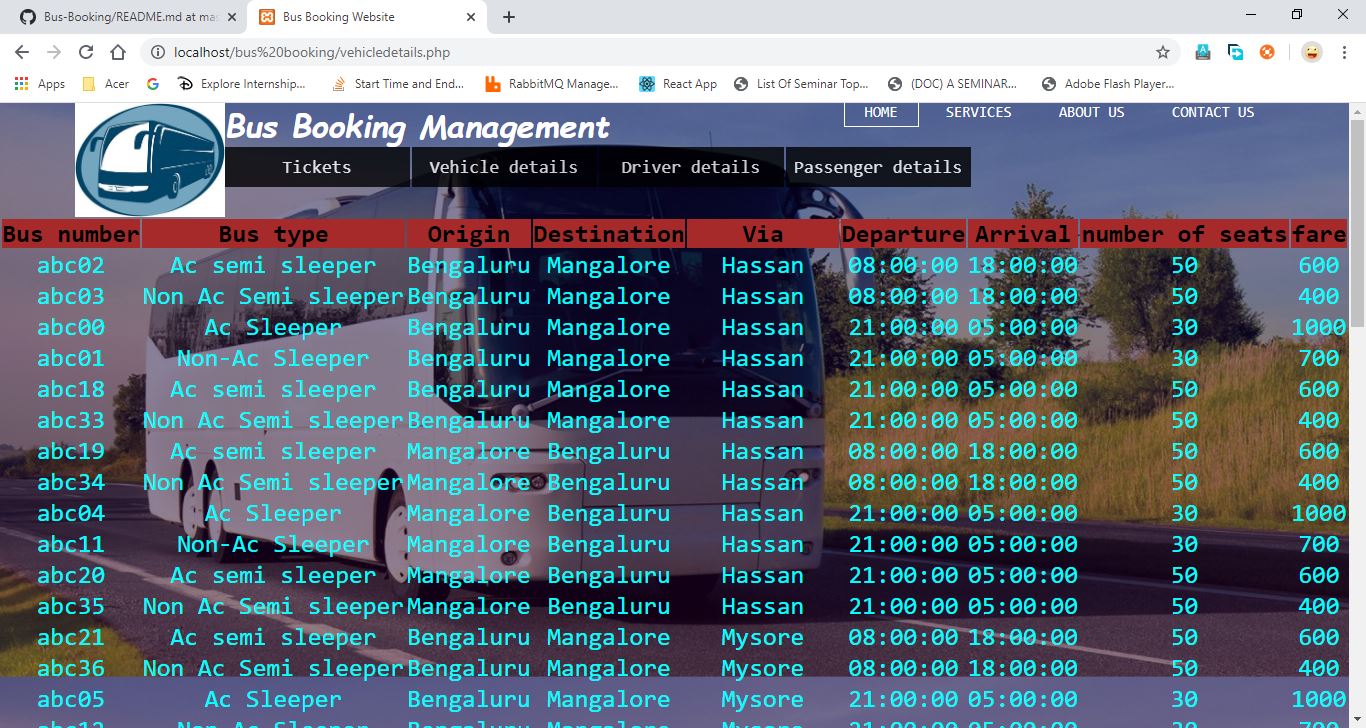 Bus-Booking/README.md at mas
Bus Booking Website
localhost/bus%20booking/vehicledetails.php
Apps Acer Explore Internship... Start Time and End... RabbitMQ Manage... React App List Of Seminar Top... (DOC) A SEMINAR... Adobe Flash Player...
HOME SERVICES ABOUT US CONTACT US
Bus Booking Management
Tickets Vehicle details Driver details Passenger details
Bus number Bus type Origin Destination Via Departure Arrival number of seats fare
abc02 Ac semi sleeper Bengaluru Mangalore Hassan 08:00:00 18:00:00 50 600
abc03 Non Ac Semi sleeper Bengaluru Mangalore Hassan 08:00:00 18:00:00 50 400
abc00 Ac Sleeper Bengaluru Mangalore Hassan 21:00:00 05:00:00 30 1000
abc01 Non-Ac Sleeper Bengaluru Mangalore Hassan 21:00:00 05:00:00 30 700
abc18 Ac semi sleeper Bengaluru Mangalore Hassan 21:00:00 05:00:00 50 600
abc33 Non Ac Semi sleeper Bengaluru Mangalore Hassan 21:00:00 05:00:00 50 400
abc19 Ac semi sleeper Mangalore Bengaluru Hassan 08:00:00 18:00:00 50 600
abc34 Non Ac Semi sleeper Mangalore Bengaluru Hassan 08:00:00 18:00:00 50 400
abc04 Ac Sleeper Mangalore Bengaluru Hassan 21:00:00 05:00:00 30 1000
abc11 Non-Ac Sleeper Mangalore Bengaluru Hassan 21:00:00 05:00:00 30 700
abc20 Ac semi sleeper Mangalore Bengaluru Hassan 21:00:00 05:00:00 50 600
abc35 Non Ac Semi sleeper Mangalore Bengaluru Hassan 21:00:00 05:00:00 50 400
abc21 Ac semi sleeper Bengaluru Mangalore Mysore 08:00:00 18:00:00 50 600
abc36 Non Ac Semi sleeper Bengaluru Mangalore Mysore 08:00:00 18:00:00 50 400
abc05 Ac Sleeper Bengaluru Mangalore Mysore 21:00:00 05:00:00 30 1000